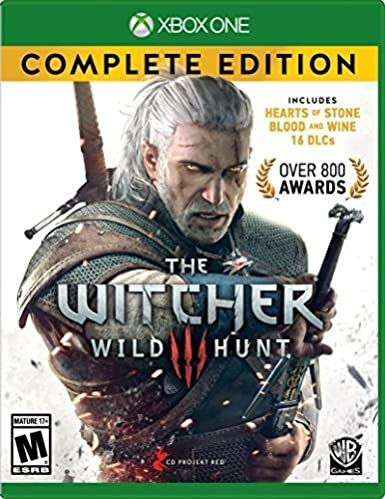 XBOX ONE
COMPLETE EDITION
INCLUDES
HEARTS OF STONE
BLOOD AND WINE
16 DLCs
OVER 800
AWARDS
THE
WITCHER
WILD III HUNT
MATURE 17+
M
ESRB
CD PROJEKT RED
WB
GAMES